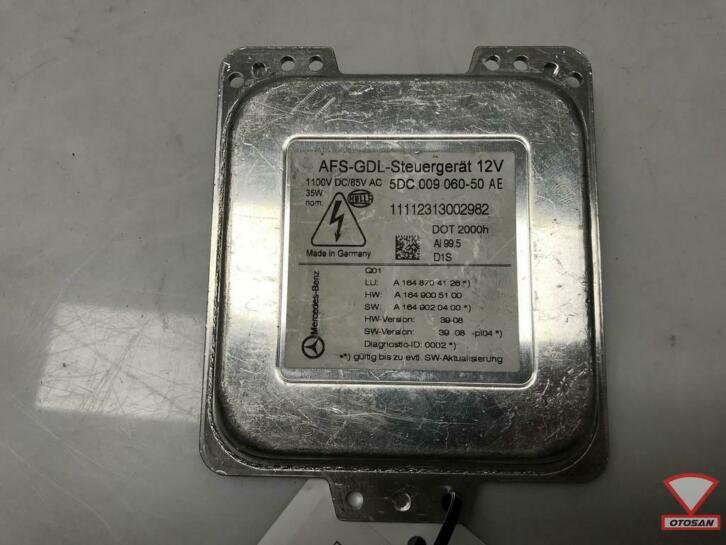 AFS-GDL-Steuergerät 12V
1100V DC/85V AC 5DC 009 060-50 AE
35W
nom.
HELLA
11112313002982
DOT 2000h
Al 99.5
D1S
Made in Germany
Mercedes-Benz
Q01
LU: A 164 870 41 26 *)
HW: A 164 900 51 00
SW: A 164 902 04 00 *)
HW-Version: 39 08
SW-Version: 39 08 -pl04 *)
Diagnostic-ID: 0002 *)
*) gültig bis zu evtl. SW-Aktualisierung
OTOSAN